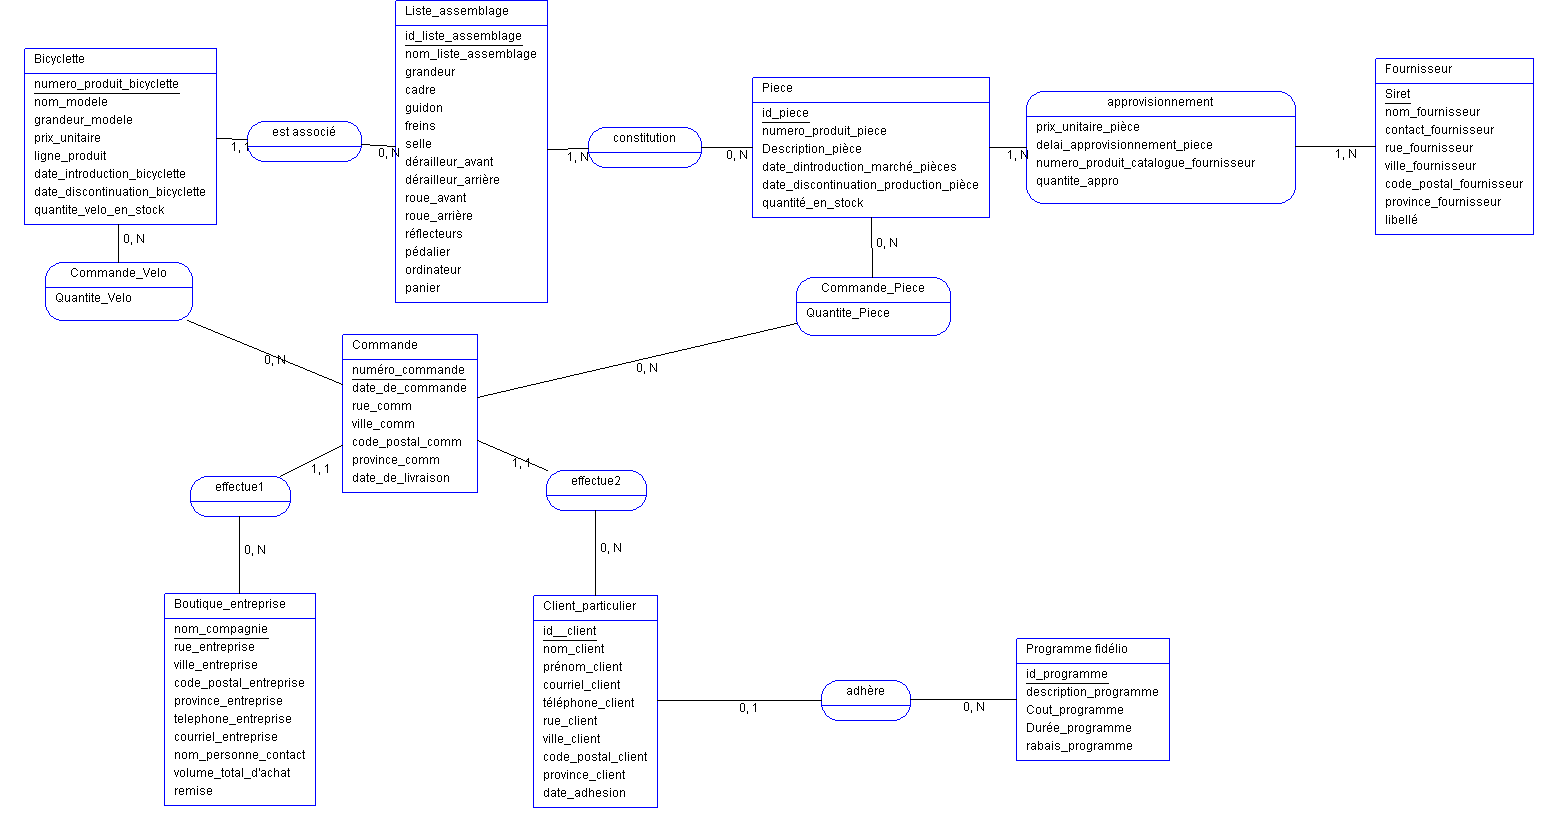 Liste_assemblage
id_liste_assemblage
nom_liste_assemblage
grandeur
cadre
guidon
freins
selle
dérailleur_avant
dérailleur_arrière
roue_avant
roue_arrière
réflecteurs
pédalier
ordinateur
panier
Bicyclette
numero_produit_bicyclette
nom_modele
grandeur_modele
prix_unitaire
ligne_produit
date_introduction_bicyclette
date_discontinuation_bicyclette
quantite_velo_en_stock
1, 1
est associé
0, N
1, N
constitution
0, N
Piece
id_piece
numero_produit_piece
Description_pièce
date_dintroduction_marché_pièces
date_discontinuation_production_pièce
quantité_en_stock
1, N
approvisionnement
prix_unitaire_pièce
delai_approvisionnement_piece
numero_produit_catalogue_fournisseur
quantite_appro
1, N
Fournisseur
Siret
nom_fournisseur
contact_fournisseur
rue_fournisseur
ville_fournisseur
code_postal_fournisseur
province_fournisseur
libellé
0, N
Commande_Velo
Quantite_Velo
0, N
0, N
Commande_Piece
Quantite_Piece
0, N
Commande
numéro_commande
date_de_commande
rue_comm
ville_comm
code_postal_comm
province_comm
date_de_livraison
1, 1
effectue1
0, N
1, 1
effectue2
0, N
Boutique_entreprise
nom_compagnie
rue_entreprise
ville_entreprise
code_postal_entreprise
province_entreprise
telephone_entreprise
courriel_entreprise
nom_personne_contact
volume_total_d'achat
remise
Client_particulier
id__client
nom_client
prénom_client
courriel_client
téléphone_client
rue_client
ville_client
code_postal_client
province_client
date_adhesion
0, 1
adhère
0, N
Programme fidélio
id_programme
description_programme
Cout_programme
Durée_programme
rabais_programme